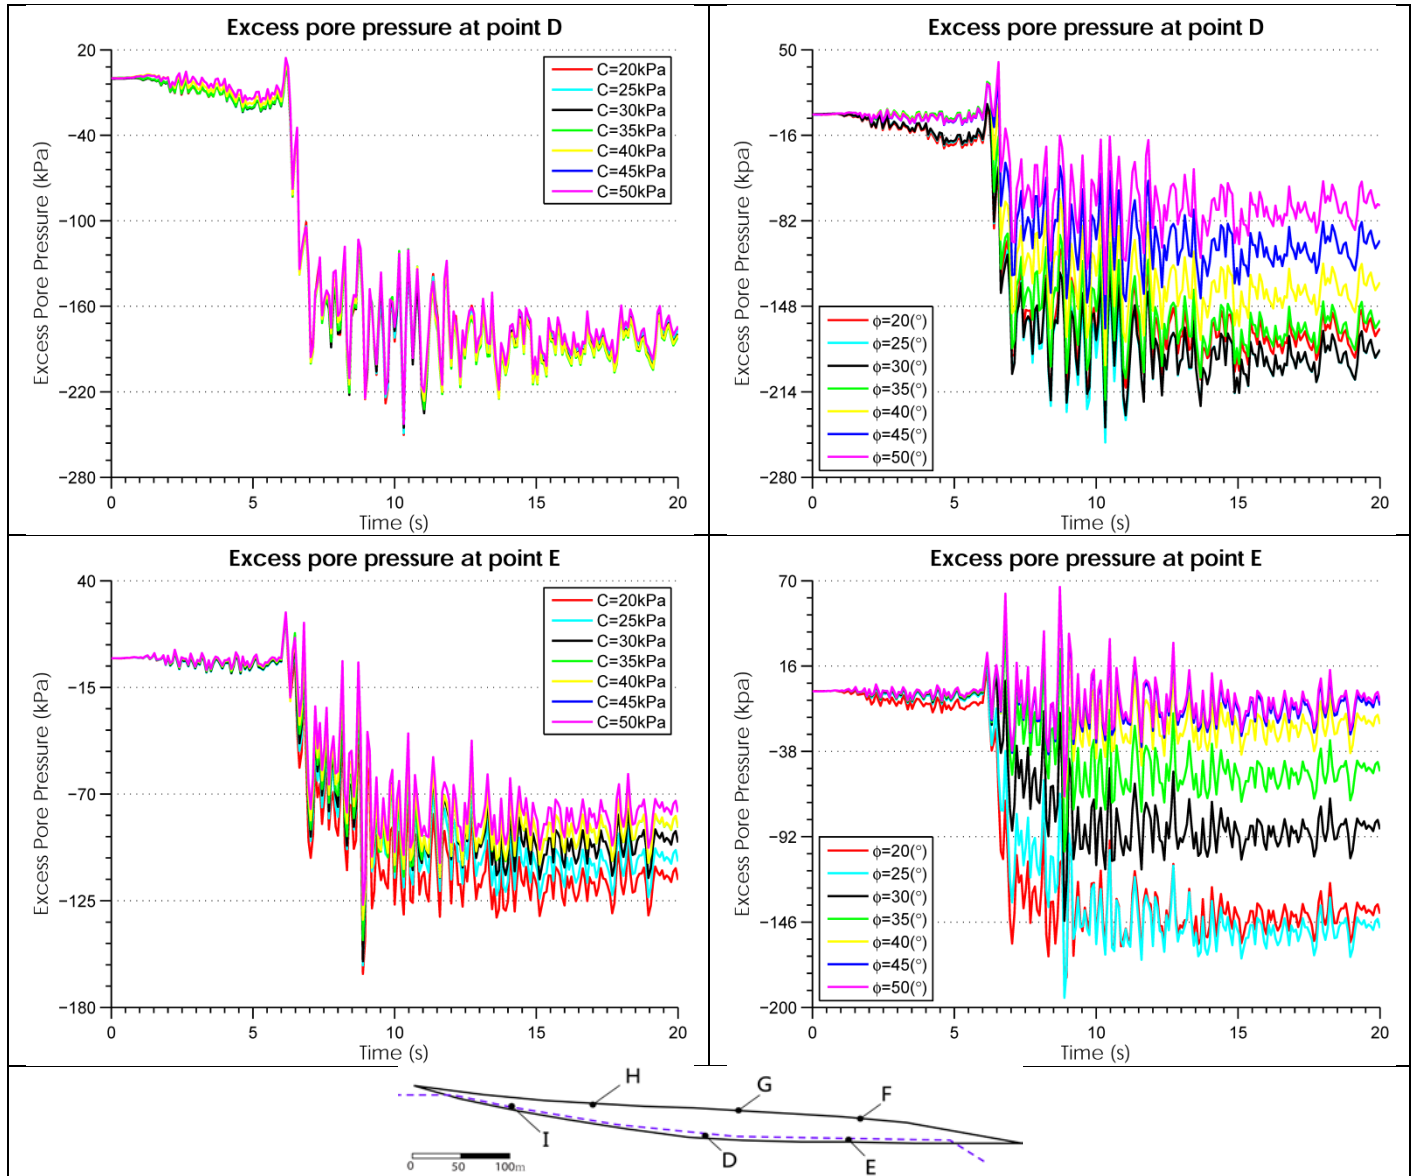 Excess pore pressure at point D
Excess Pore Pressure (kPa)
20
−40
−100
−160
−220
−280
C=20kPa
C=25kPa
C=30kPa
C=35kPa
C=40kPa
C=45kPa
C=50kPa
0 5 10 15 20
Time (s)
Excess pore pressure at point D
Excess Pore Pressure (kpa)
50
−16
−82
−148
−214
−280
ϕ=20(°)
ϕ=25(°)
ϕ=30(°)
ϕ=35(°)
ϕ=40(°)
ϕ=45(°)
ϕ=50(°)
0 5 10 15 20
Time (s)
Excess pore pressure at point E
Excess Pore Pressure (kPa)
40
−15
−70
−125
−180
C=20kPa
C=25kPa
C=30kPa
C=35kPa
C=40kPa
C=45kPa
C=50kPa
0 5 10 15 20
Time (s)
Excess pore pressure at point E
Excess Pore Pressure (kpa)
70
16
−38
−92
−146
−200
ϕ=20(°)
ϕ=25(°)
ϕ=30(°)
ϕ=35(°)
ϕ=40(°)
ϕ=45(°)
ϕ=50(°)
0 5 10 15 20
Time (s)
H
G
F
I
D
E
0 50 100m